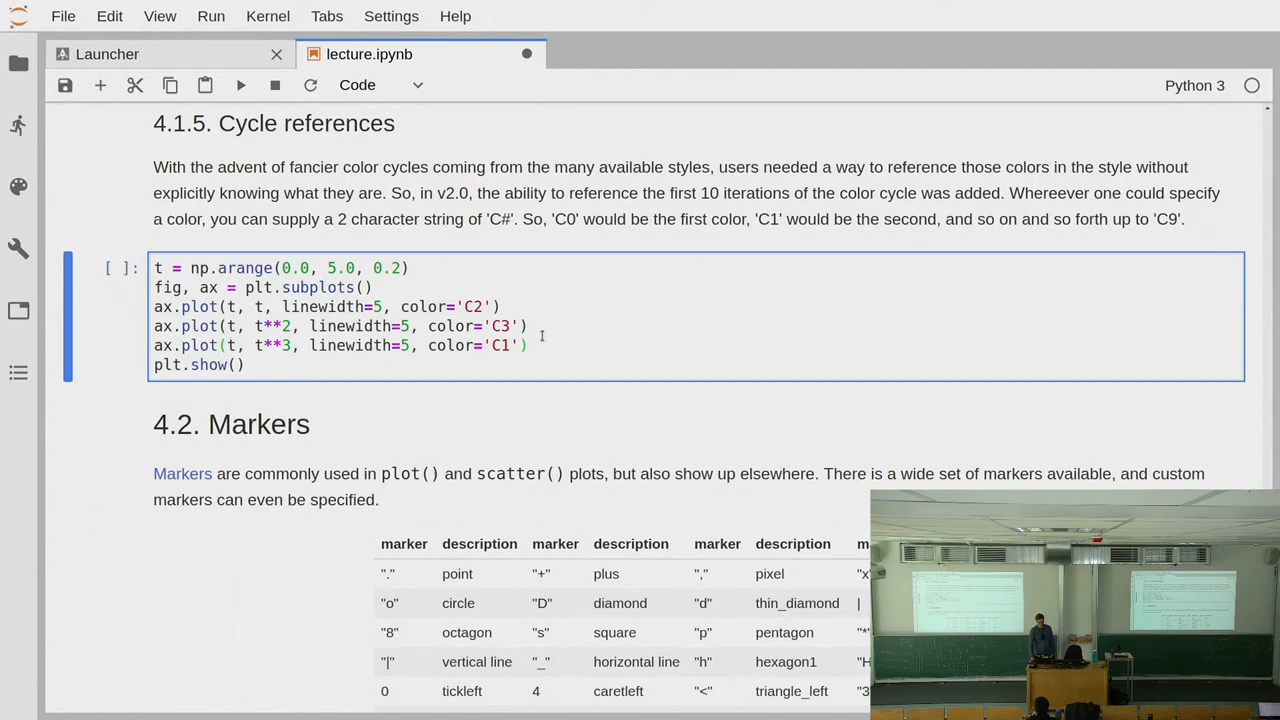 File Edit View Run Kernel Tabs Settings Help
Launcher lecture.ipynb
Code Python 3
4.1.5. Cycle references
With the advent of fancier color cycles coming from the many available styles, users needed a way to reference those colors in the style without
explicitly knowing what they are. So, in v2.0, the ability to reference the first 10 iterations of the color cycle was added. Whereever one could specify
a color, you can supply a 2 character string of 'C#'. So, 'C0' would be the first color, 'C1' would be the second, and so on and so forth up to 'C9'.
[ ]: t = np.arange(0.0, 5.0, 0.2)
fig, ax = plt.subplots()
ax.plot(t, t, linewidth=5, color='C2')
ax.plot(t, t**2, linewidth=5, color='C3')
ax.plot(t, t**3, linewidth=5, color='C1')
plt.show()
4.2. Markers
Markers are commonly used in plot() and scatter() plots, but also show up elsewhere. There is a wide set of markers available, and custom
markers can even be specified.
marker description marker description marker description
"." point "+" plus "," pixel "x
"o" circle "D" diamond "d" thin_diamond |
"8" octagon "s" square "p" pentagon "*
"|" vertical line "_" horizontal line "h" hexagon1 "H
0 tickleft 4 caretleft "<" triangle_left "3